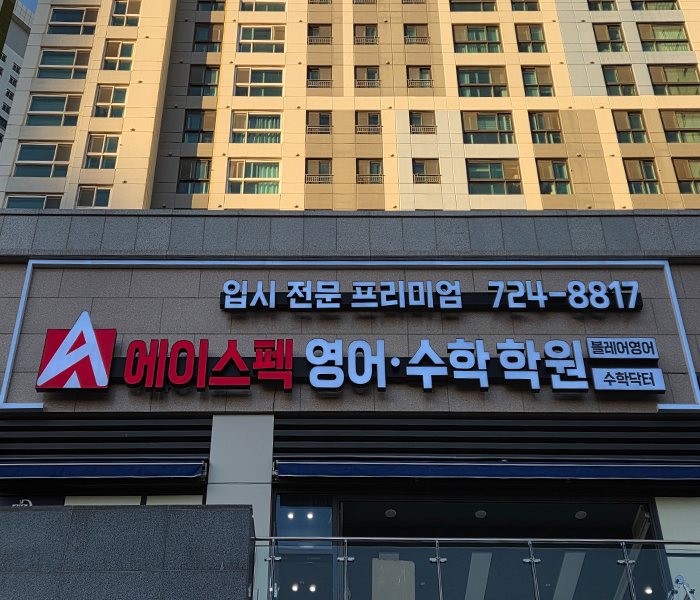 입시 전문 프리미엄 724-8817
A 에이스펙 영어·수학학원
블레어영어
수학닥터